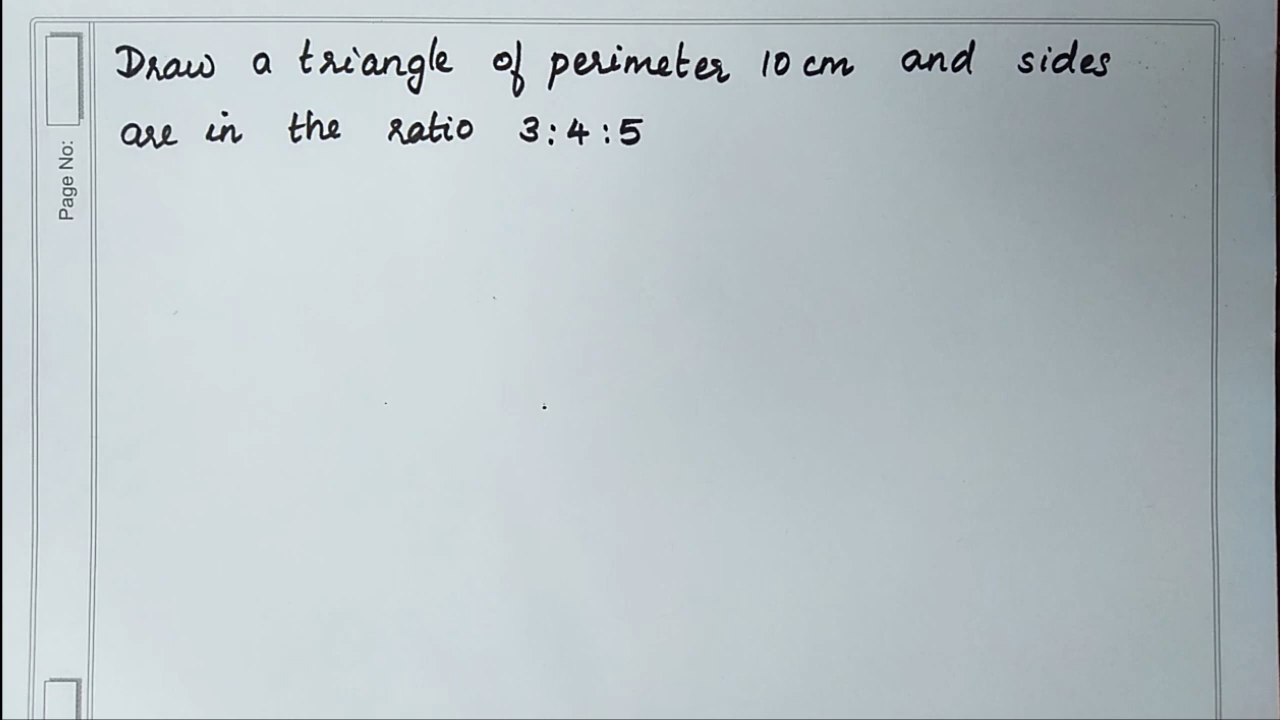 Draw a triangle of perimeter 10 cm and sides
are in the ratio 3:4:5
Page No: